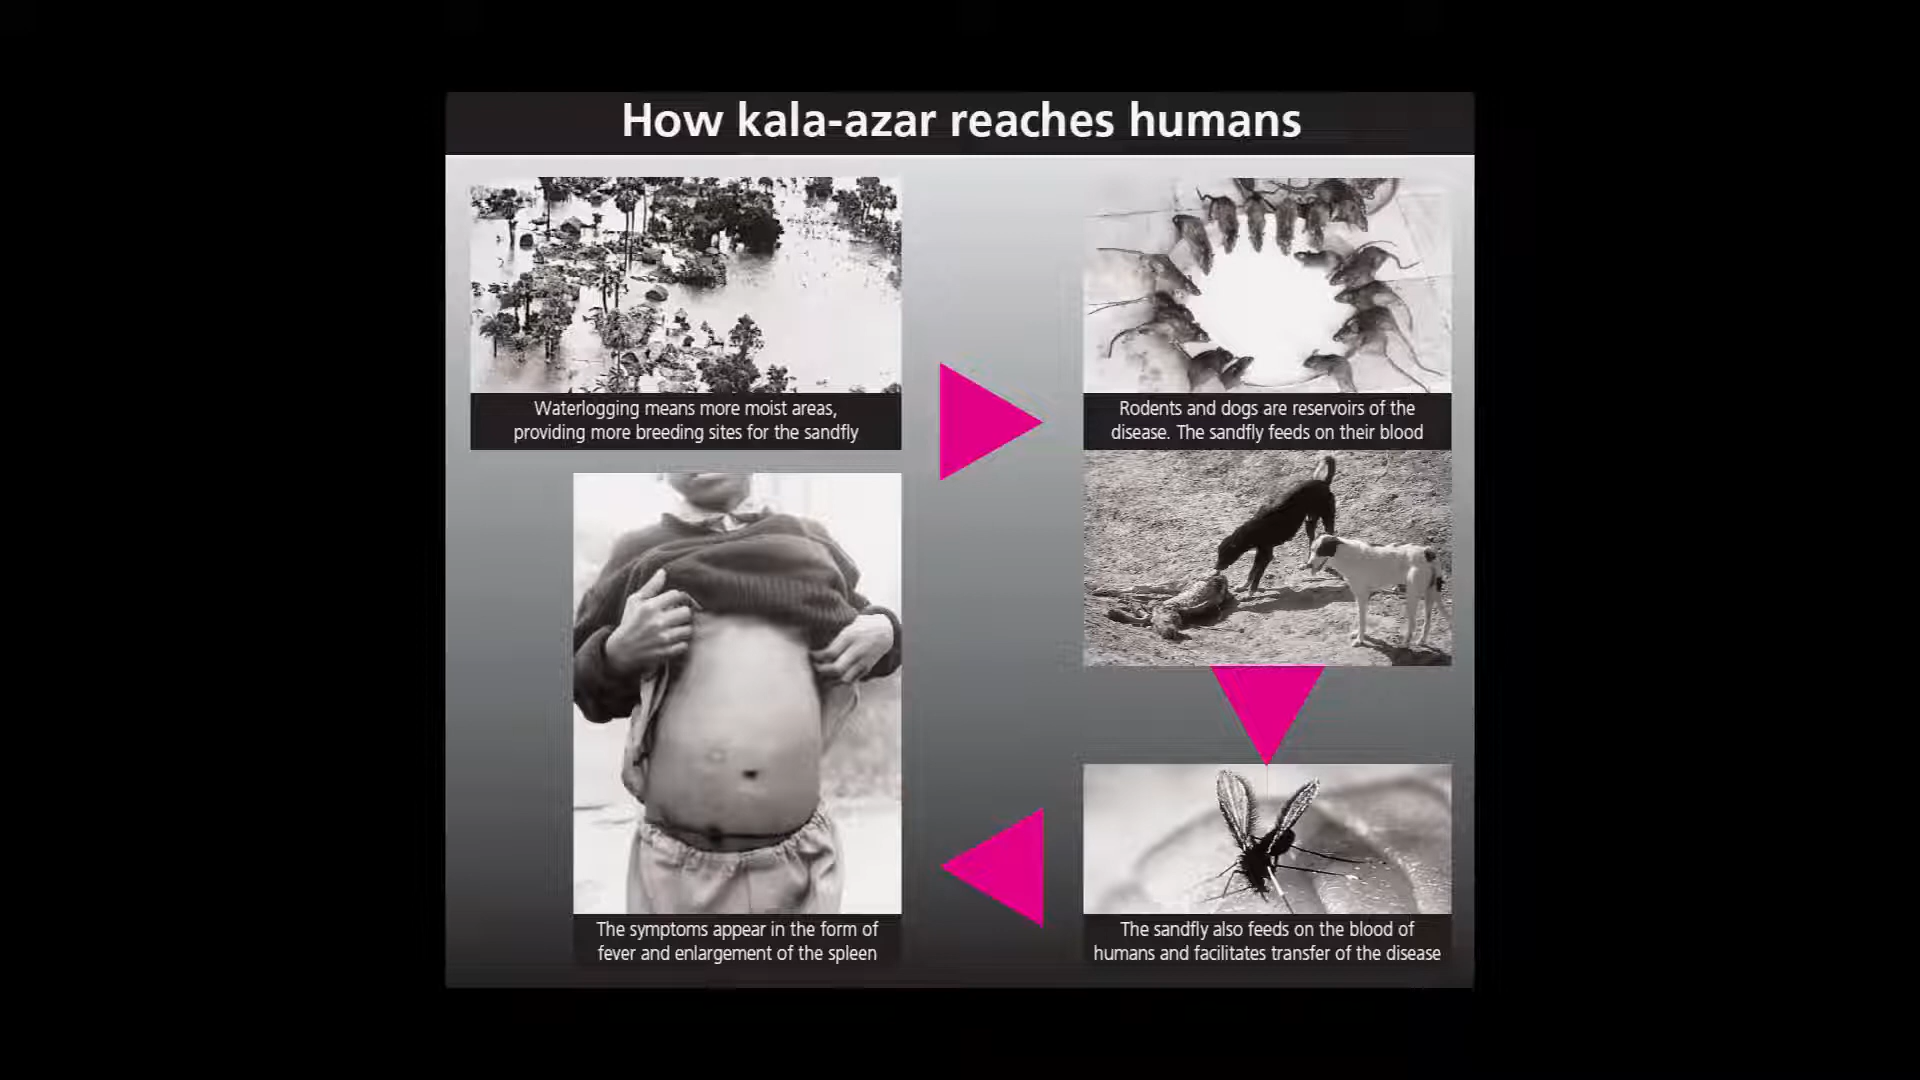 How kala-azar reaches humans
Waterlogging means more moist areas,
providing more breeding sites for the sandfly
Rodents and dogs are reservoirs of the
disease. The sandfly feeds on their blood
The sandfly also feeds on the blood of
humans and facilitates transfer of the disease
The symptoms appear in the form of
fever and enlargement of the spleen